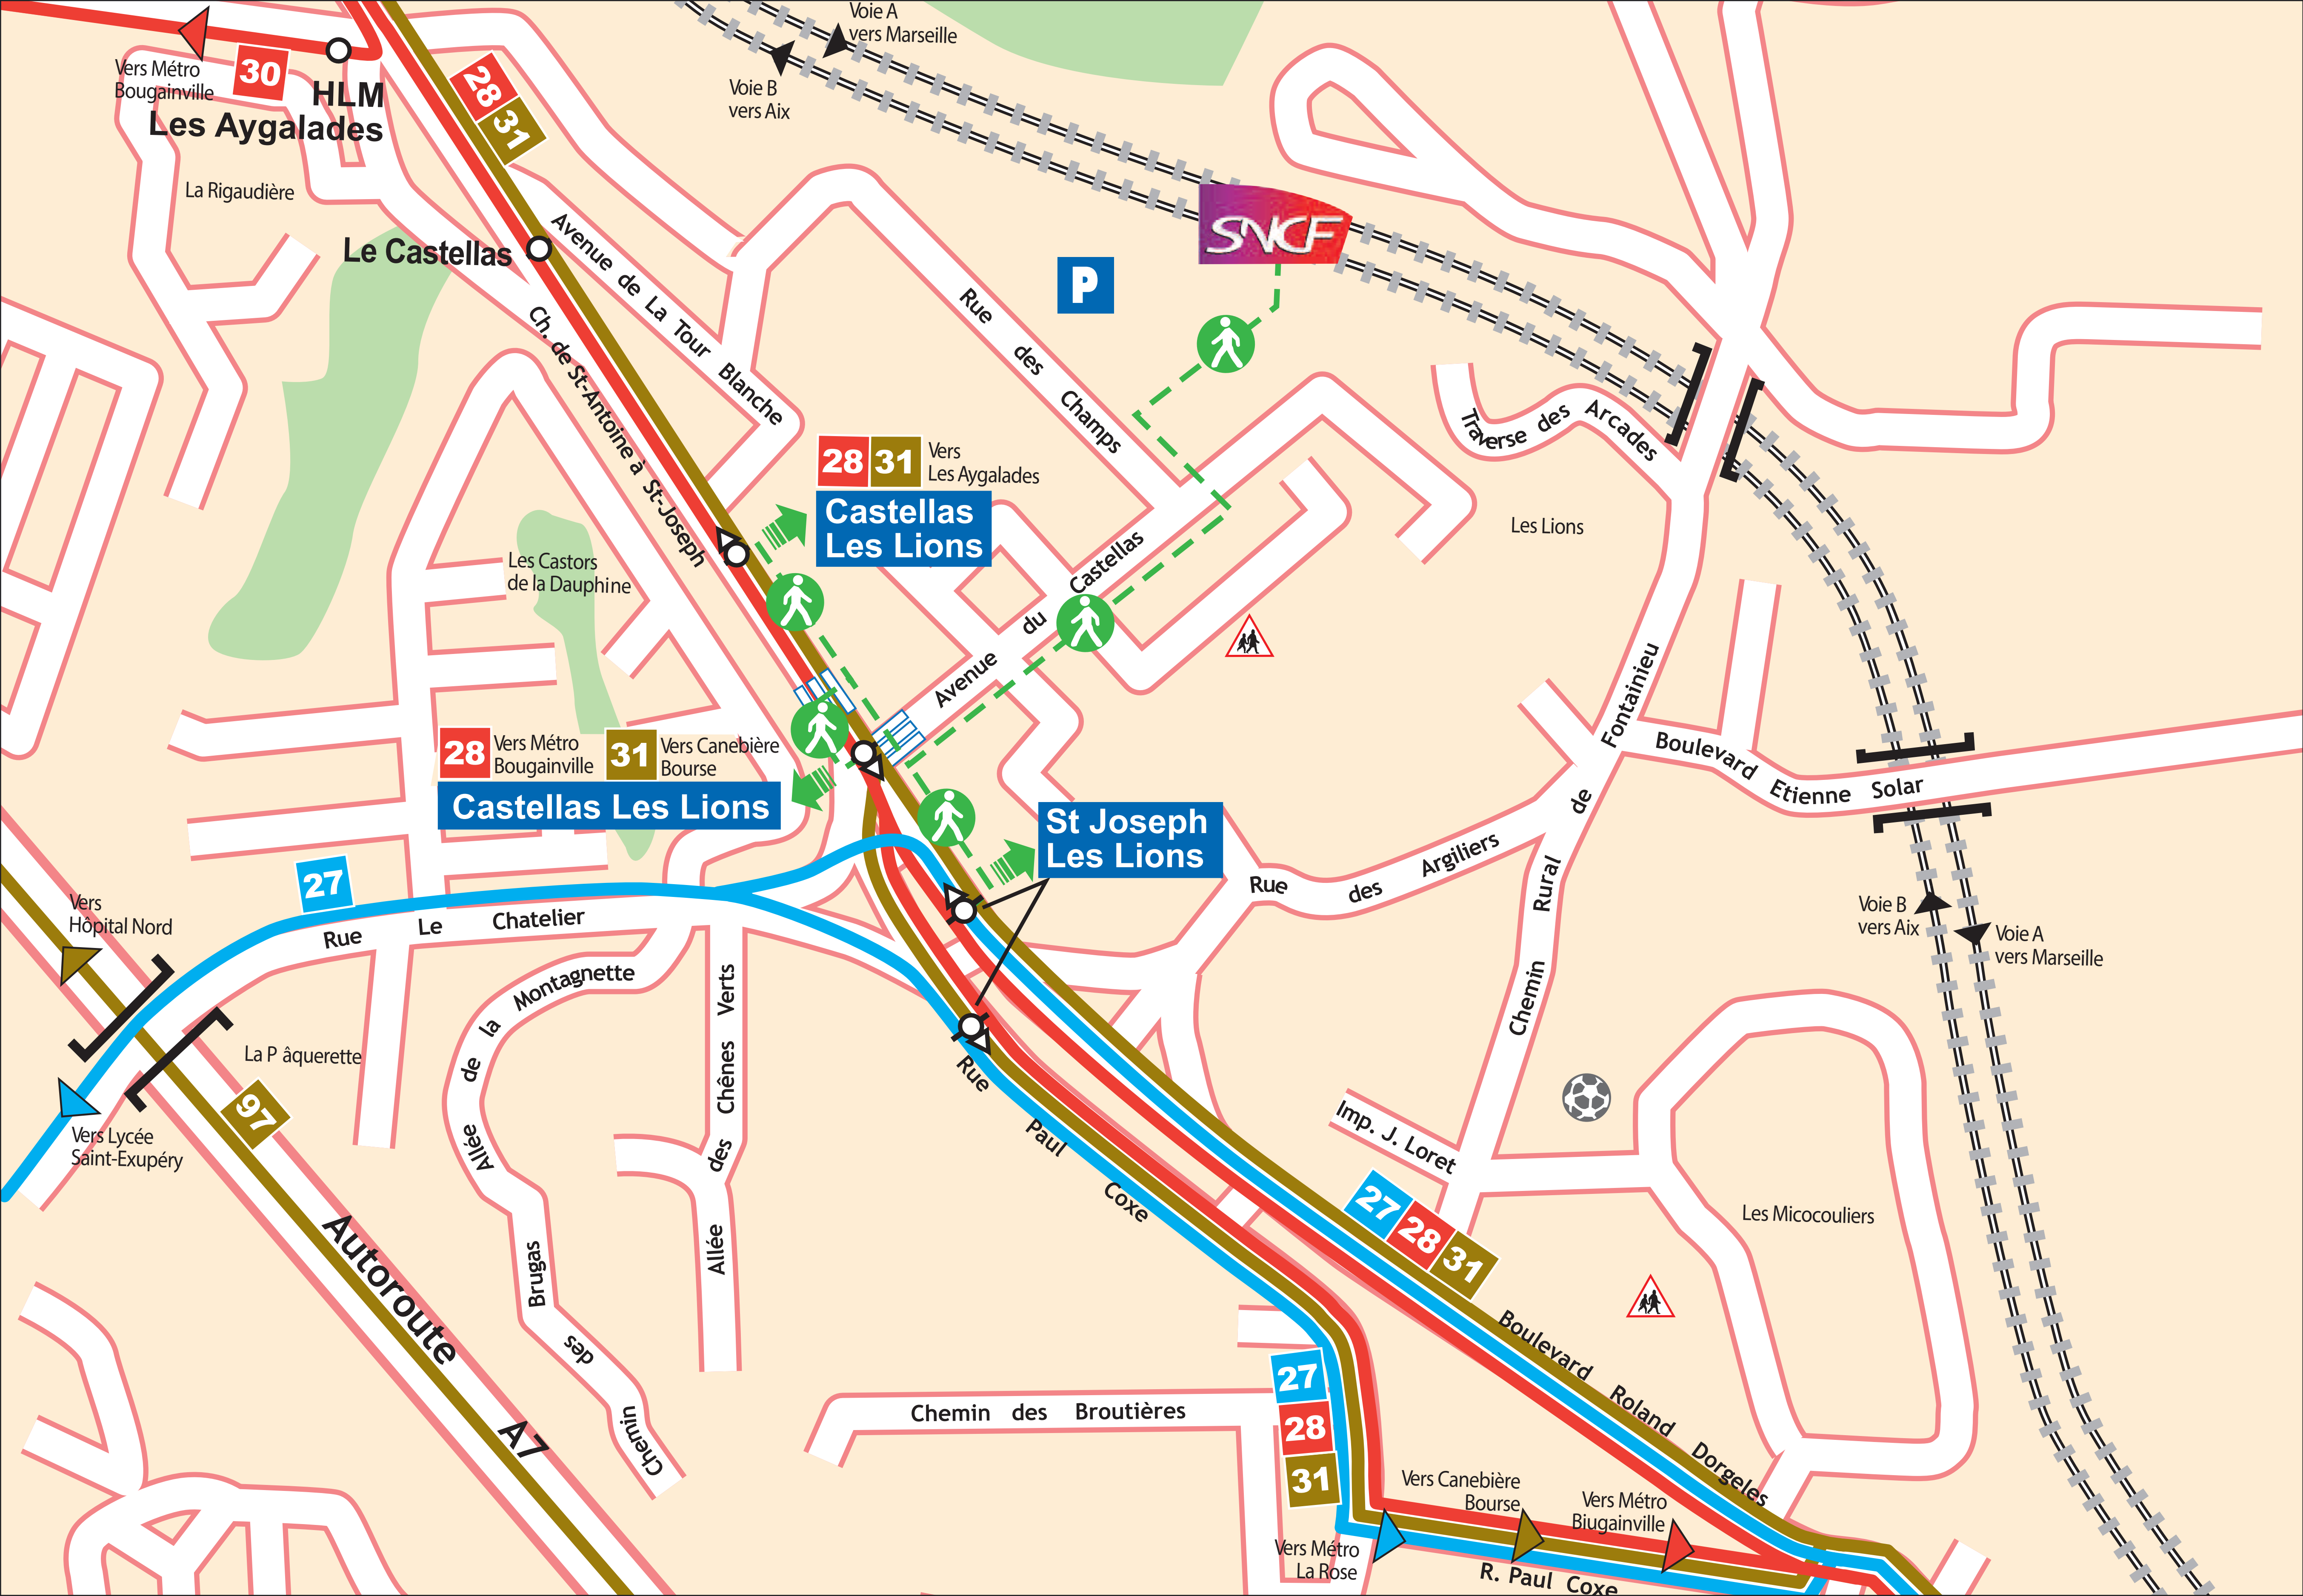 Voie A
vers Marseille
Voie B
vers Aix
Vers Métro
Bougainville
30
HLM
Les Aygalades
28
31
La Rigaudière
SNCF
P
Le Castellas
Avenue de La Tour Blanche
Ch. de St-Antoine à St-Joseph
Rue des Champs
Traverse des Arcades
28 31
Vers
Les Aygalades
Castellas
Les Lions
Les Lions
Les Castors
de la Dauphine
Avenue du Castellas
28
Vers Métro
Bougainville
31
Vers Canebière
Bourse
Castellas Les Lions
St Joseph
Les Lions
Chemin Rural de Fontainieu
Boulevard Etienne Solar
Rue des Argiliers
27
Rue Le Chatelier
Vers
Hôpital Nord
Voie B
vers Aix
Voie A
vers Marseille
Allée de la Montagnette
Allée des Chênes Verts
La P âquerette
97
Vers Lycée
Saint-Exupéry
Rue Paul Coxe
Imp. J. Loret
27
28
31
Les Micocouliers
Autoroute A7
Chemin des Brugas
Boulevard Roland Dorgeles
27
28
31
Chemin des Broutières
Vers Canebière
Bourse
Vers Métro
Biugainville
Vers Métro
La Rose
R. Paul Coxe